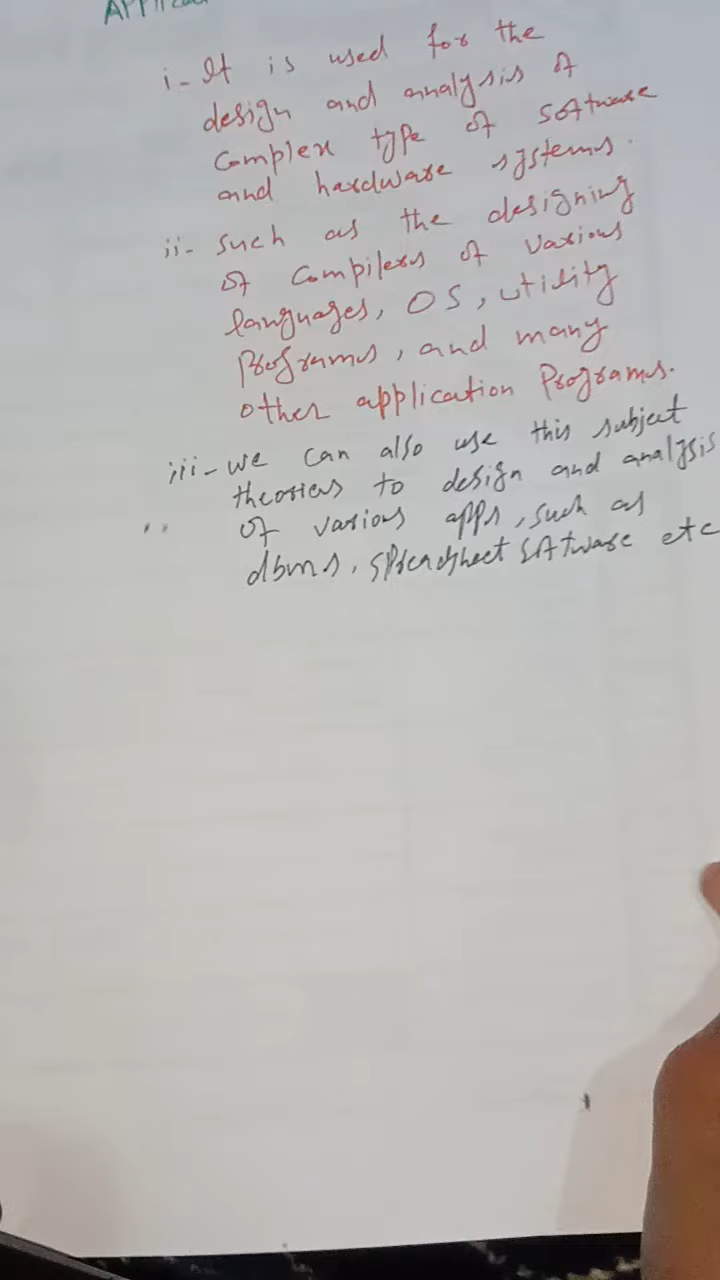 i- It is used for the
design and analysis of
complex type of software
and hardware systems.
ii- such as the designing
of compilers of various
languages, OS, utility
programs, and many
other application programs.
iii- we can also use this subject
theories to design and analysis
of various apps, such as
dbms, spreadsheet software etc